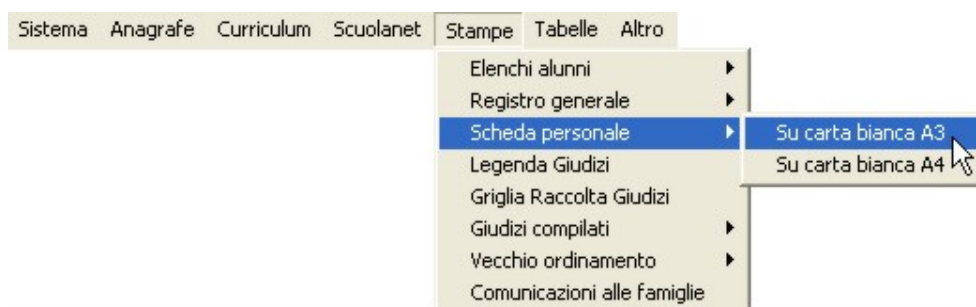 Sistema Anagrafe Curriculum Scuolanet Stampe Tabelle Altro
Elenchi alunni
Registro generale
Scheda personale
Su carta bianca A3
Legenda Giudizi
Su carta bianca A4
Griglia Raccolta Giudizi
Giudizi compilati
Vecchio ordinamento
Comunicazioni alle famiglie